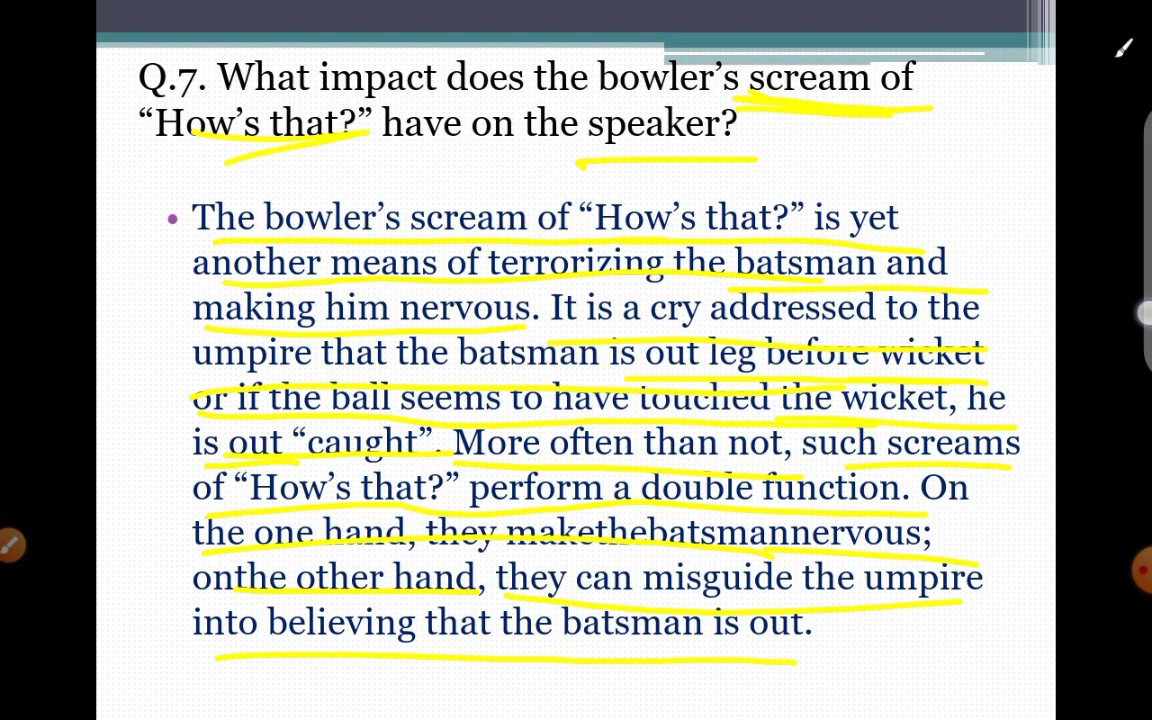 Q.7. What impact does the bowler’s scream of
“How’s that?” have on the speaker?
• The bowler’s scream of “How’s that?” is yet
another means of terrorizing the batsman and
making him nervous. It is a cry addressed to the
umpire that the batsman is out leg before wicket
or if the ball seems to have touched the wicket, he
is out “caught”. More often than not, such screams
of “How’s that?” perform a double function. On
the one hand, they makethebatsmannervous;
onthe other hand, they can misguide the umpire
into believing that the batsman is out.